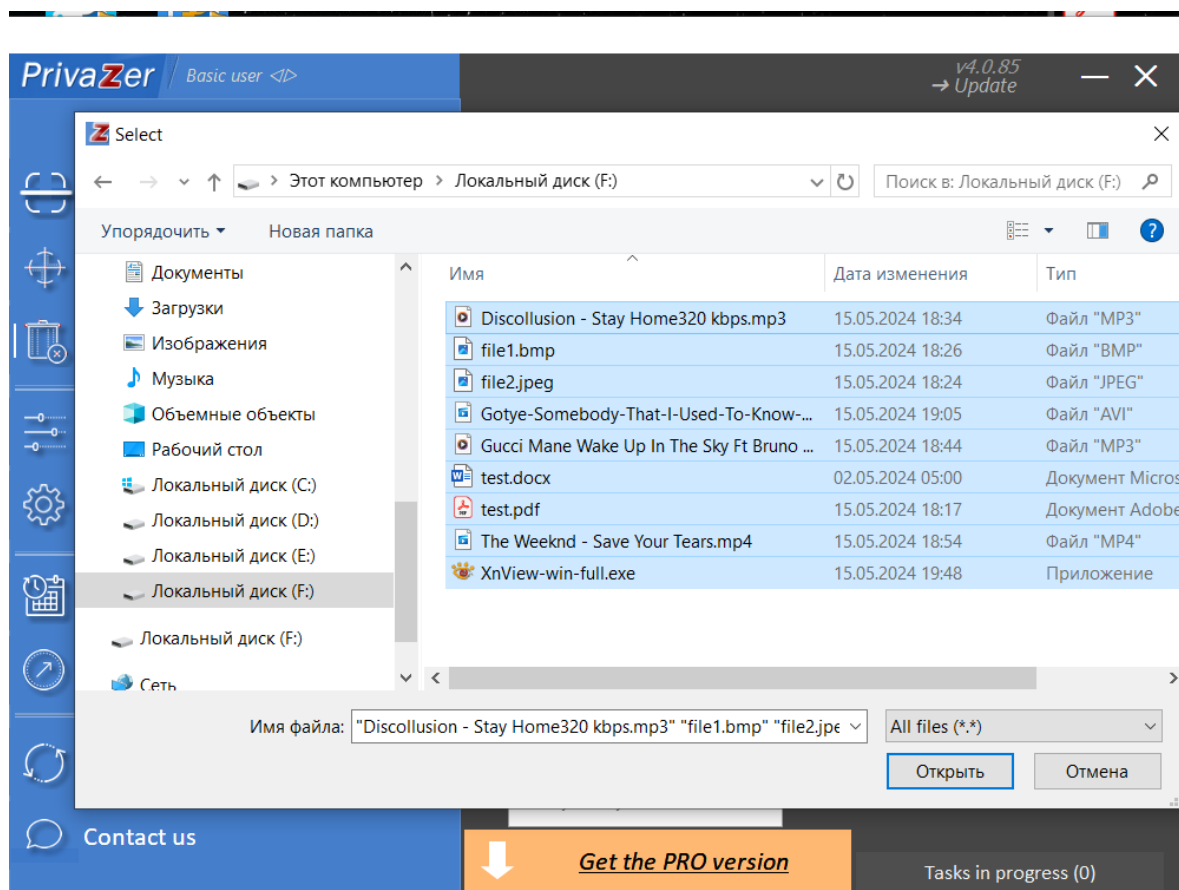 PrivaZer
Basic user
v4.0.85
→ Update
Select
Этот компьютер > Локальный диск (F:)
Поиск в: Локальный диск (F:)
Упорядочить
Новая папка
Документы
Загрузки
Изображения
Музыка
Объемные объекты
Рабочий стол
Локальный диск (C:)
Локальный диск (D:)
Локальный диск (E:)
Локальный диск (F:)
Локальный диск (F:)
Сеть
Имя Дата изменения Тип
Discollusion - Stay Home320 kbps.mp3 15.05.2024 18:34 Файл "MP3"
file1.bmp 15.05.2024 18:26 Файл "BMP"
file2.jpeg 15.05.2024 18:24 Файл "JPEG"
Gotye-Somebody-That-I-Used-To-Know-... 15.05.2024 19:05 Файл "AVI"
Gucci Mane Wake Up In The Sky Ft Bruno ... 15.05.2024 18:44 Файл "MP3"
test.docx 02.05.2024 05:00 Документ Micros
test.pdf 15.05.2024 18:17 Документ Adobe
The Weeknd - Save Your Tears.mp4 15.05.2024 18:54 Файл "MP4"
XnView-win-full.exe 15.05.2024 19:48 Приложение
Имя файла: "Discollusion - Stay Home320 kbps.mp3" "file1.bmp" "file2.jpe
All files (*.*)
Открыть
Отмена
Contact us
Get the PRO version
Tasks in progress (0)